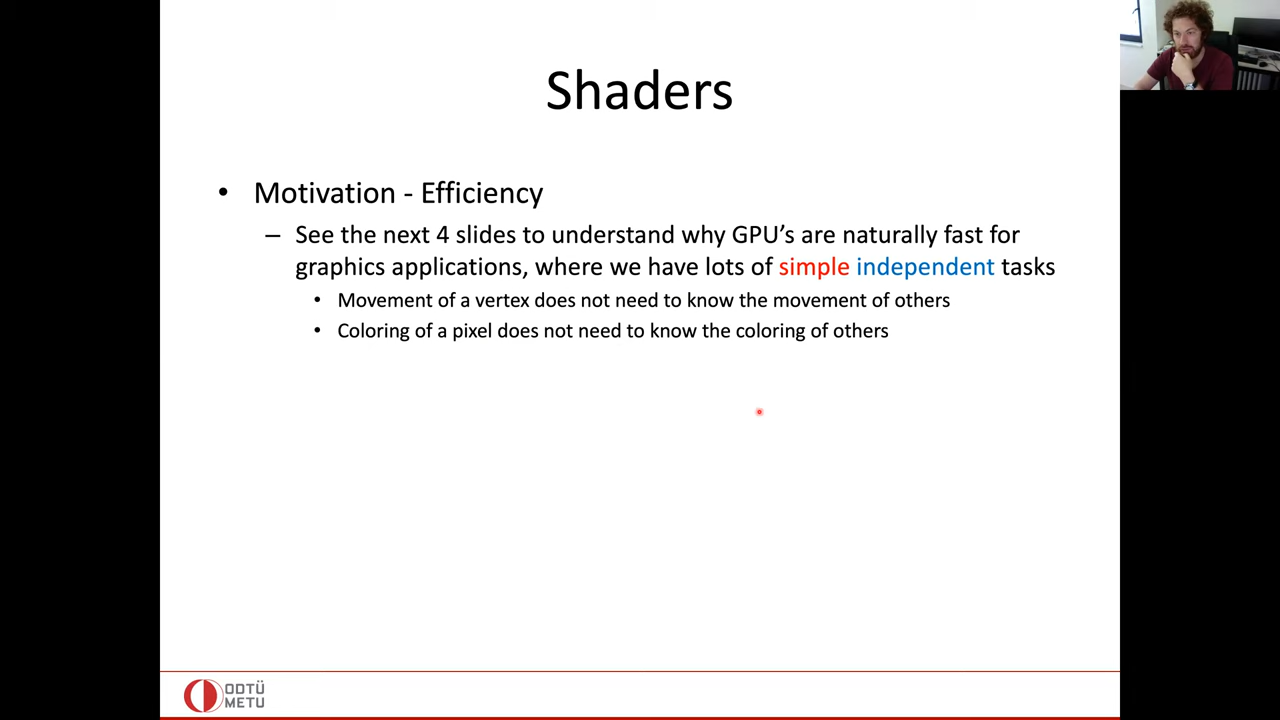 Shaders
• Motivation - Efficiency
– See the next 4 slides to understand why GPU's are naturally fast for
graphics applications, where we have lots of simple independent tasks
• Movement of a vertex does not need to know the movement of others
• Coloring of a pixel does not need to know the coloring of others
ODTÜ
METU